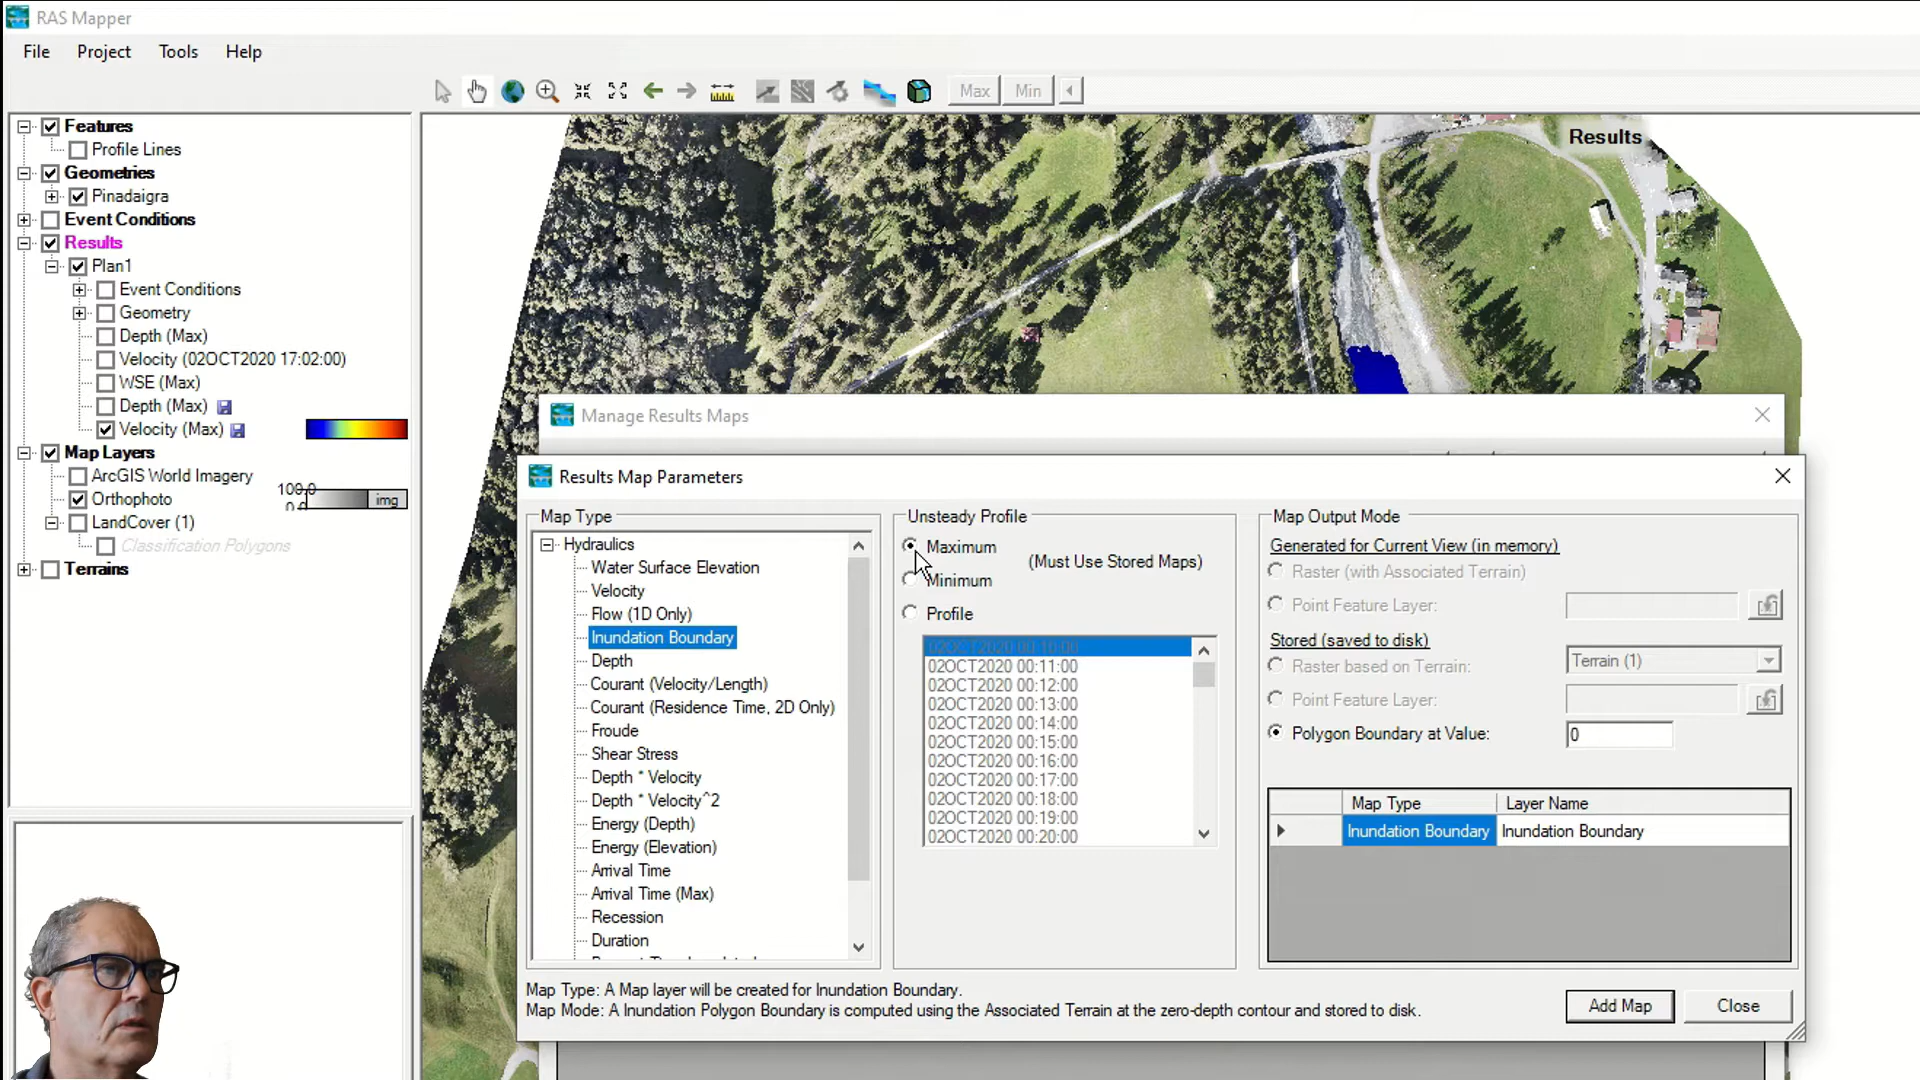 RAS Mapper
File Project Tools Help
Max Min
Features
Profile Lines
Geometries
Pinadaigra
Event Conditions
Results
Plan1
Event Conditions
Geometry
Depth (Max)
Velocity (02OCT2020 17:02:00)
WSE (Max)
Depth (Max)
Velocity (Max)
Map Layers
ArcGIS World Imagery
Orthophoto
100.0
0.0
img
LandCover (1)
Classification Polygons
Terrains
Results
Manage Results Maps
Results Map Parameters
Map Type
Hydraulics
Water Surface Elevation
Velocity
Flow (1D Only)
Inundation Boundary
Depth
Courant (Velocity/Length)
Courant (Residence Time, 2D Only)
Froude
Shear Stress
Depth * Velocity
Depth * Velocity^2
Energy (Depth)
Energy (Elevation)
Arrival Time
Arrival Time (Max)
Recession
Duration
Unsteady Profile
Maximum
(Must Use Stored Maps)
Minimum
Profile
02OCT2020 00:10:00
02OCT2020 00:11:00
02OCT2020 00:12:00
02OCT2020 00:13:00
02OCT2020 00:14:00
02OCT2020 00:15:00
02OCT2020 00:16:00
02OCT2020 00:17:00
02OCT2020 00:18:00
02OCT2020 00:19:00
02OCT2020 00:20:00
Map Output Mode
Generated for Current View (in memory)
Raster (with Associated Terrain)
Point Feature Layer:
Stored (saved to disk)
Raster based on Terrain: Terrain (1)
Point Feature Layer:
Polygon Boundary at Value: 0
Map Type Layer Name
Inundation Boundary Inundation Boundary
Map Type: A Map layer will be created for Inundation Boundary.
Map Mode: A Inundation Polygon Boundary is computed using the Associated Terrain at the zero-depth contour and stored to disk.
Add Map Close